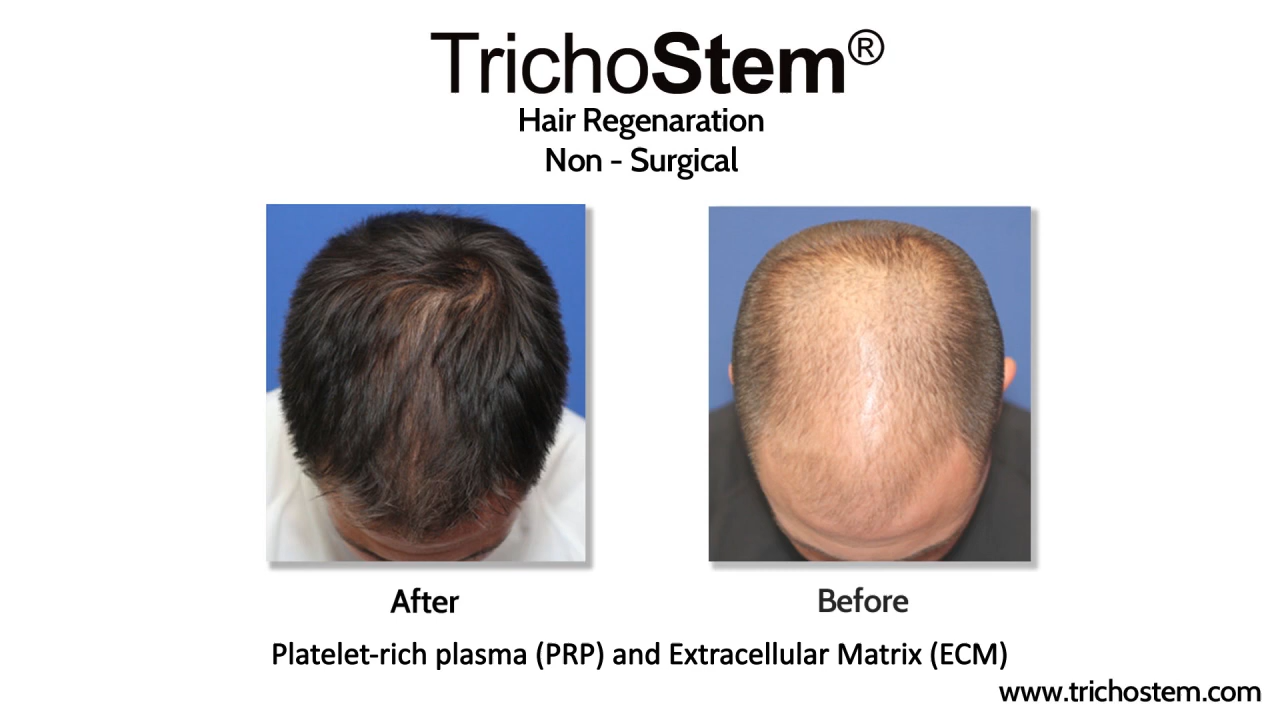 TrichoStem®
Hair Regenaration
Non - Surgical
After
Before
Platelet-rich plasma (PRP) and Extracellular Matrix (ECM)
www.trichostem.com